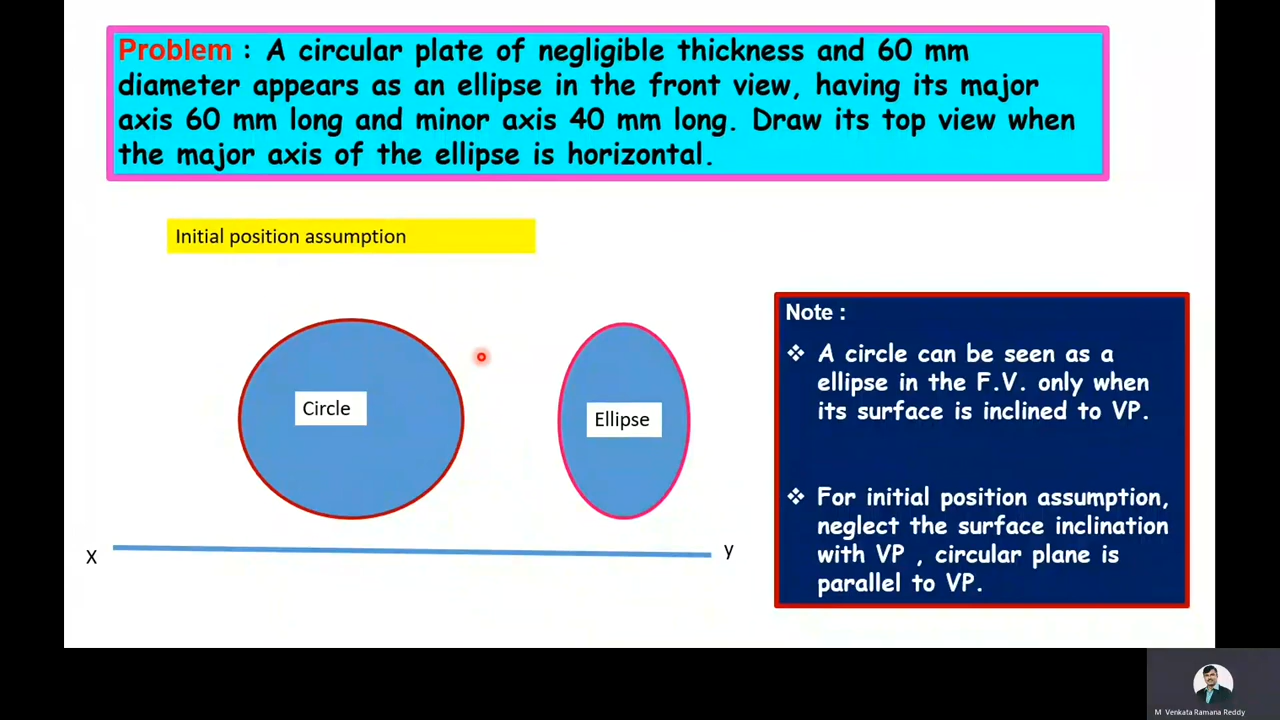 Problem : A circular plate of negligible thickness and 60 mm
diameter appears as an ellipse in the front view, having its major
axis 60 mm long and minor axis 40 mm long. Draw its top view when
the major axis of the ellipse is horizontal.
Initial position assumption
Circle
Ellipse
X
y
Note :
❖ A circle can be seen as a
ellipse in the F.V. only when
its surface is inclined to VP.
❖ For initial position assumption,
neglect the surface inclination
with VP , circular plane is
parallel to VP.
M Venkata Ramana Reddy